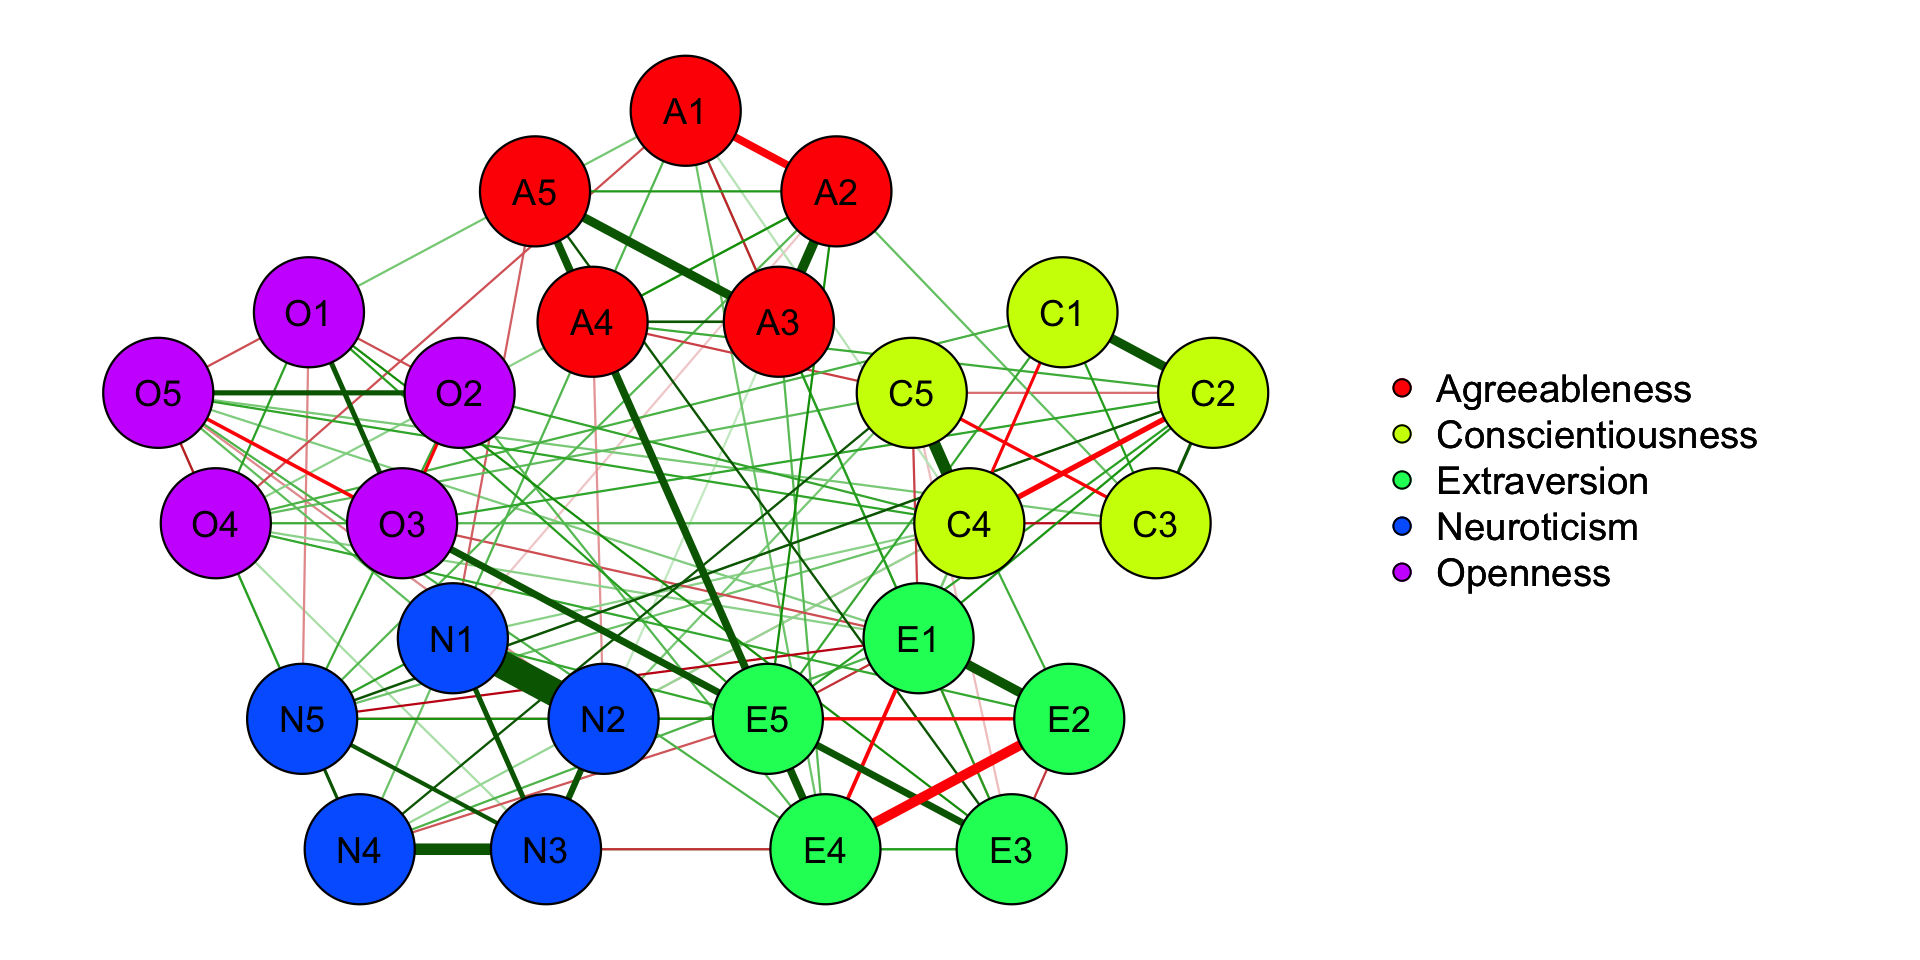 A1
A5
A2
O1
A4
A3
C1
O5
O2
C5
C2
O4
O3
C4
C3
N1
E1
N5
N2
E5
E2
N4
N3
E4
E3
Agreeableness
Conscientiousness
Extraversion
Neuroticism
Openness